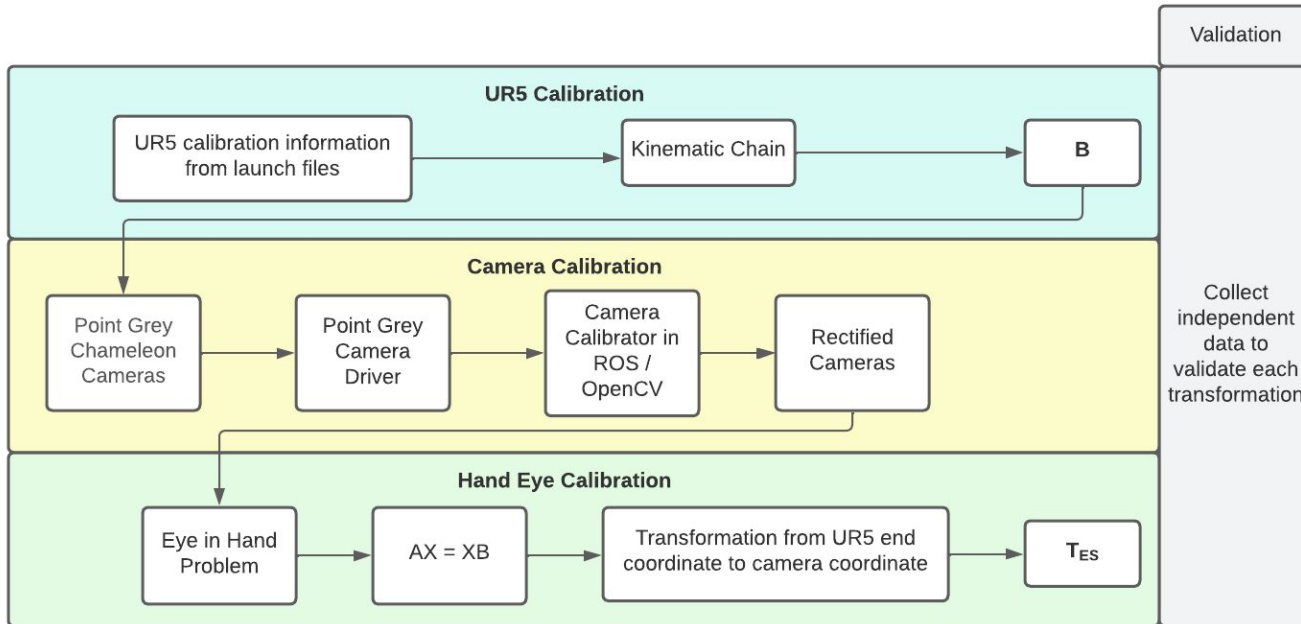 Validation
UR5 Calibration
UR5 calibration information
from launch files
Kinematic Chain
B
Camera Calibration
Point Grey
Chameleon
Cameras
Point Grey
Camera
Driver
Camera
Calibrator in
ROS /
OpenCV
Rectified
Cameras
Hand Eye Calibration
Eye in Hand
Problem
AX = XB
Transformation from UR5 end
coordinate to camera coordinate
TES
Collect
independent
data to
validate each
transformation